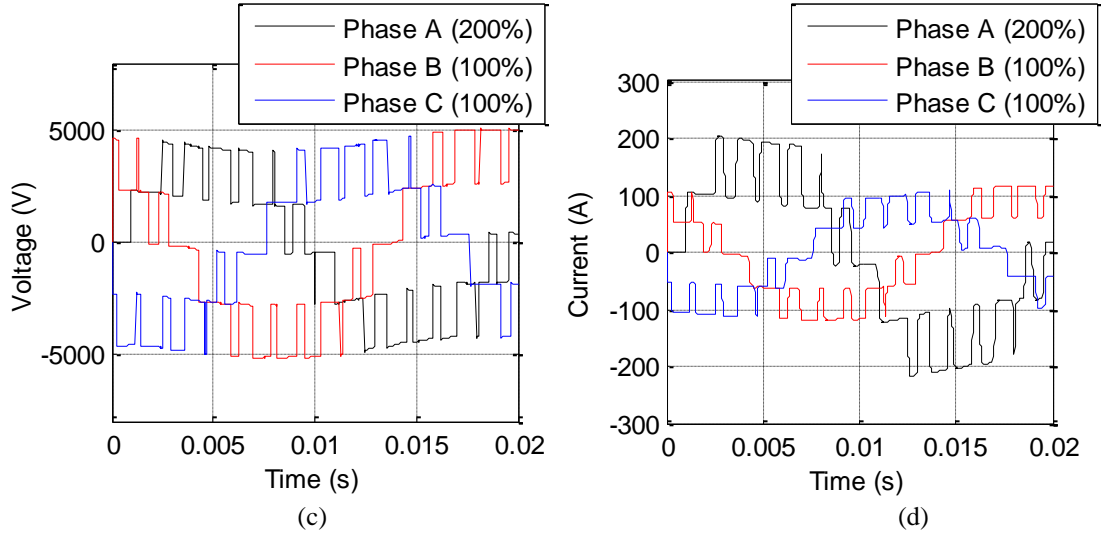 Phase A (200%)
Phase B (100%)
Phase C (100%)
5000
0
-5000
Voltage (V)
0
0.005
0.01
0.015
0.02
Time (s)
(c)
Phase A (200%)
Phase B (100%)
Phase C (100%)
300
200
100
0
-100
-200
-300
Current (A)
0
0.005
0.01
0.015
0.02
Time (s)
(d)